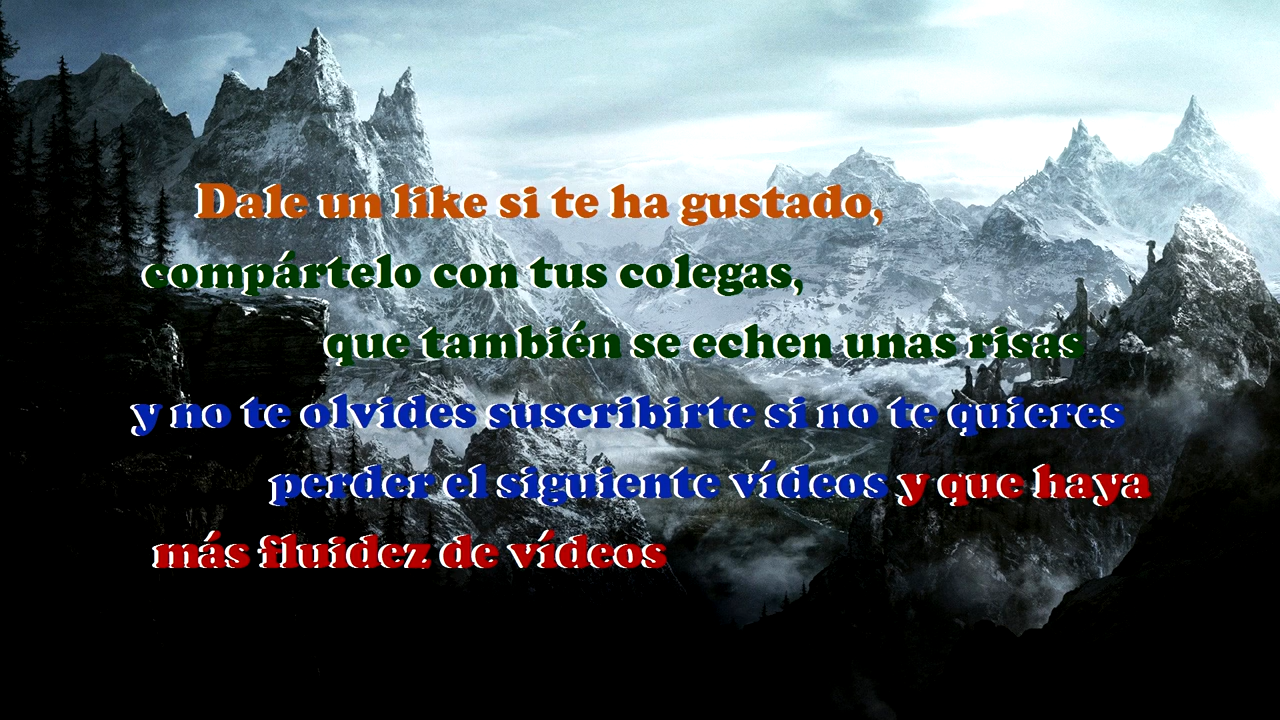 Dale un like si te ha gustado,
compártelo con tus colegas,
que también se echen unas risas
y no te olvides suscribirte si no te quieres
perder el siguiente vídeos y que haya
más fluidez de vídeos